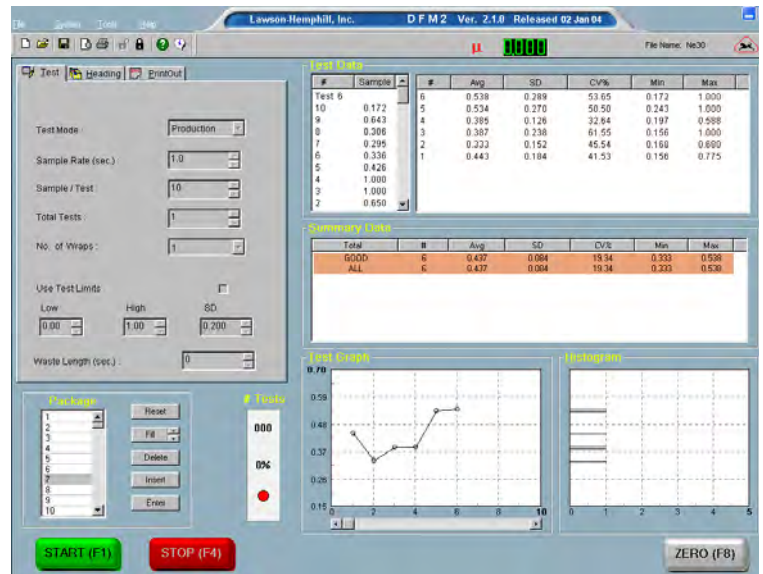 File System Tools Help
Lawson-Hemphill, Inc. DFM2 Ver. 2.1.0 Released 02 Jan 04
μ 0000 File Name: Ne30
Test Heading PrintOut
Test Mode : Production
Sample Rate (sec.) 1.0
Sample / Test : 10
Total Tests : 1
No. of Wraps : 1
Use Test Limits
Low High SD
0.00 1.00 0.200
Waste Length (sec.) : 0
Test Data
# Sample
Test 6
10 0.172
9 0.643
8 0.306
7 0.295
6 0.336
5 0.426
4 1.000
3 1.000
2 0.650
# Avg SD CV% Min Max
6 0.538 0.289 53.65 0.172 1.000
5 0.534 0.270 50.50 0.243 1.000
4 0.385 0.126 32.64 0.197 0.588
3 0.387 0.238 61.55 0.156 1.000
2 0.333 0.152 45.54 0.168 0.680
1 0.443 0.184 41.53 0.156 0.775
Summary Data
Total # Avg SD CV% Min Max
GOOD 6 0.437 0.084 19.34 0.333 0.538
ALL 6 0.437 0.084 19.34 0.333 0.538
Package
1
2
3
4
5
6
7
8
9
10
Reset
Fill
Delete
Insert
Enter
# Tests
000
0%
Test Graph
0.70
0.59
0.48
0.37
0.26
0.15
0 2 4 6 8 10
Histogram
0 1 2 3 4 5
START (F1) STOP (F4) ZERO (F8)